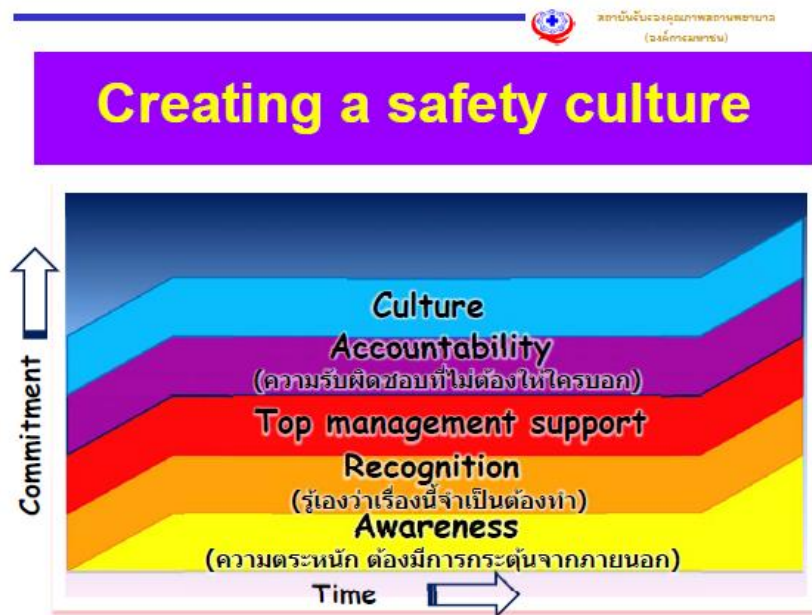 สถาบันรับรองคุณภาพสถานพยาบาล
(องค์การมหาชน)
Creating a safety culture
Commitment
Culture
Accountability
(ความรับผิดชอบที่ไม่ต้องให้ใครบอก)
Top management support
Recognition
(รู้เองว่าเรื่องนี้จำเป็นต้องทำ)
Awareness
(ความตระหนัก ต้องมีการกระตุ้นจากภายนอก)
Time